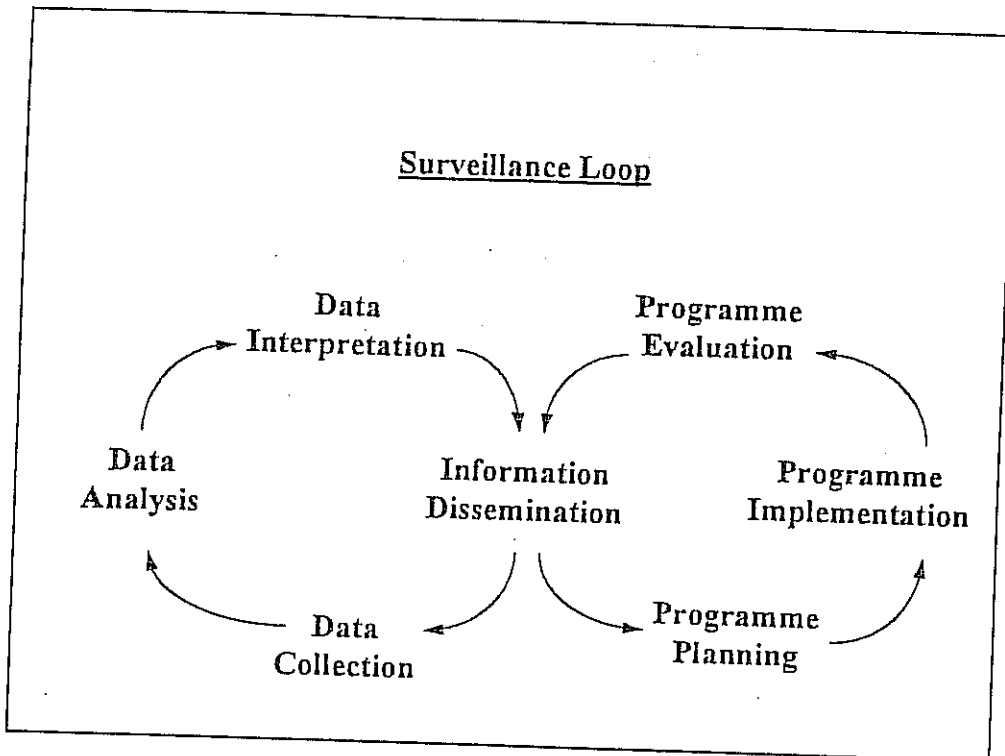 Surveillance Loop
Data
Interpretation
Programme
Evaluation
Data
Analysis
Information
Dissemination
Programme
Implementation
Data
Collection
Programme
Planning